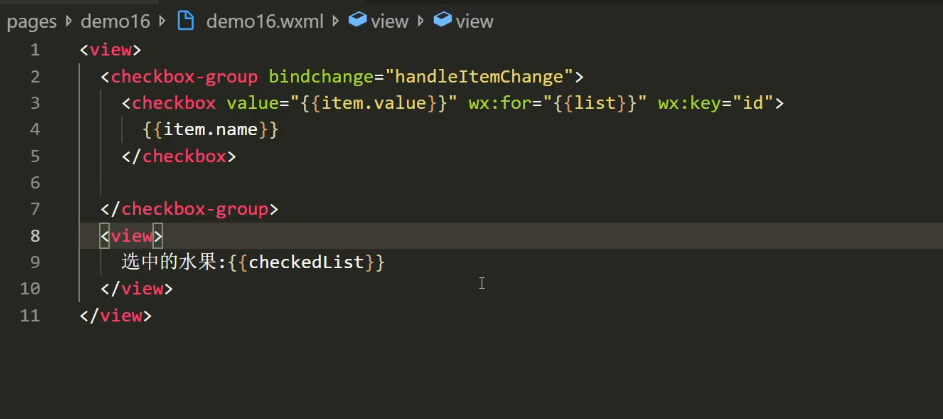 pages demo16 demo16.wxml view view
1 <view>
2 <checkbox-group bindchange="handleItemChange">
3 <checkbox value="{{item.value}}" wx:for="{{list}}" wx:key="id">
4 {{item.name}}
5 </checkbox>
6
7 </checkbox-group>
8 <view>
9 选中的水果:{{checkedList}}
10 </view>
11 </view>